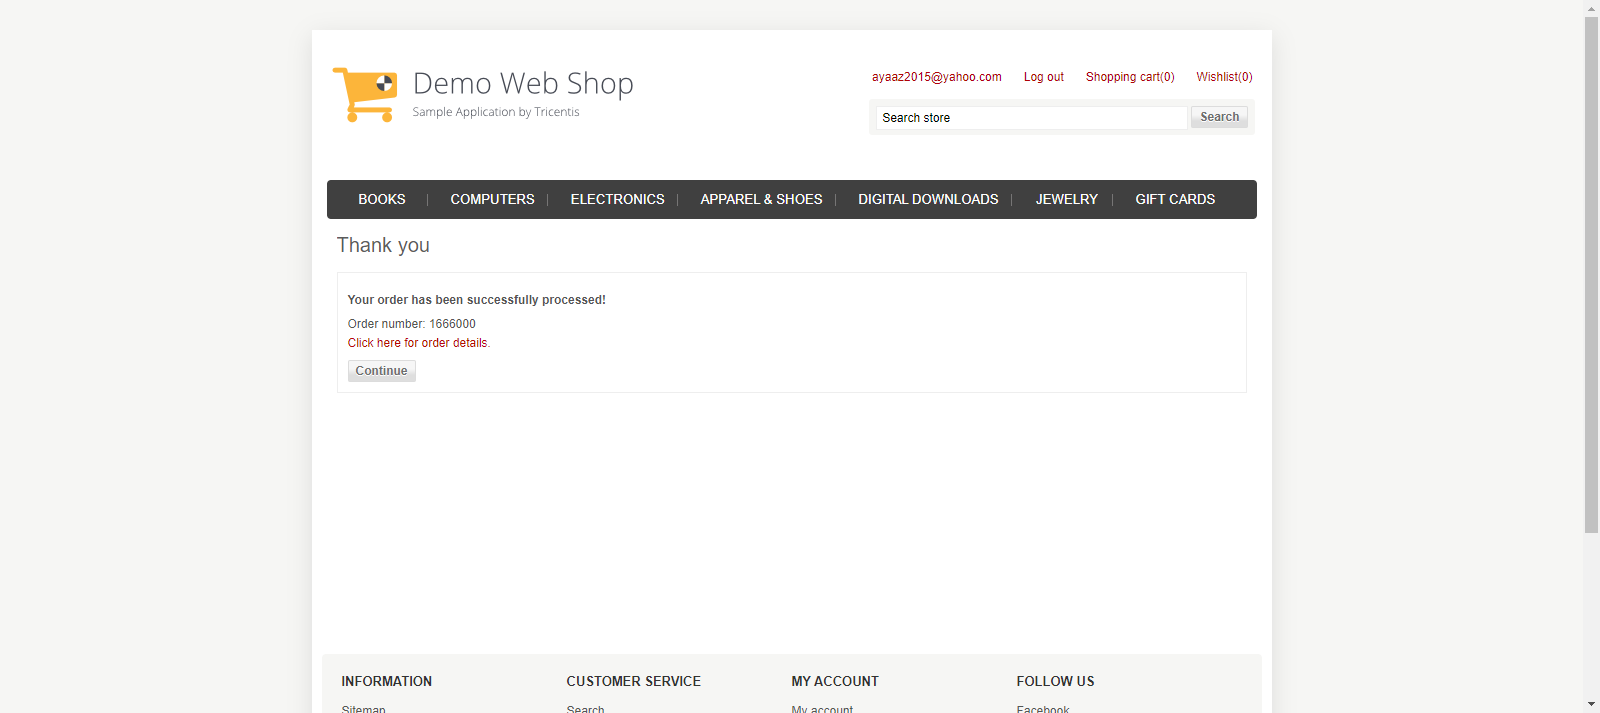 Demo Web Shop
Sample Application by Tricentis
ayaaz2015@yahoo.com Log out Shopping cart(0) Wishlist(0)
Search store Search
BOOKS COMPUTERS ELECTRONICS APPAREL & SHOES DIGITAL DOWNLOADS JEWELRY GIFT CARDS
Thank you
Your order has been successfully processed!
Order number: 1666000
Click here for order details.
Continue
INFORMATION CUSTOMER SERVICE MY ACCOUNT FOLLOW US
Sitemap Search My account Facebook